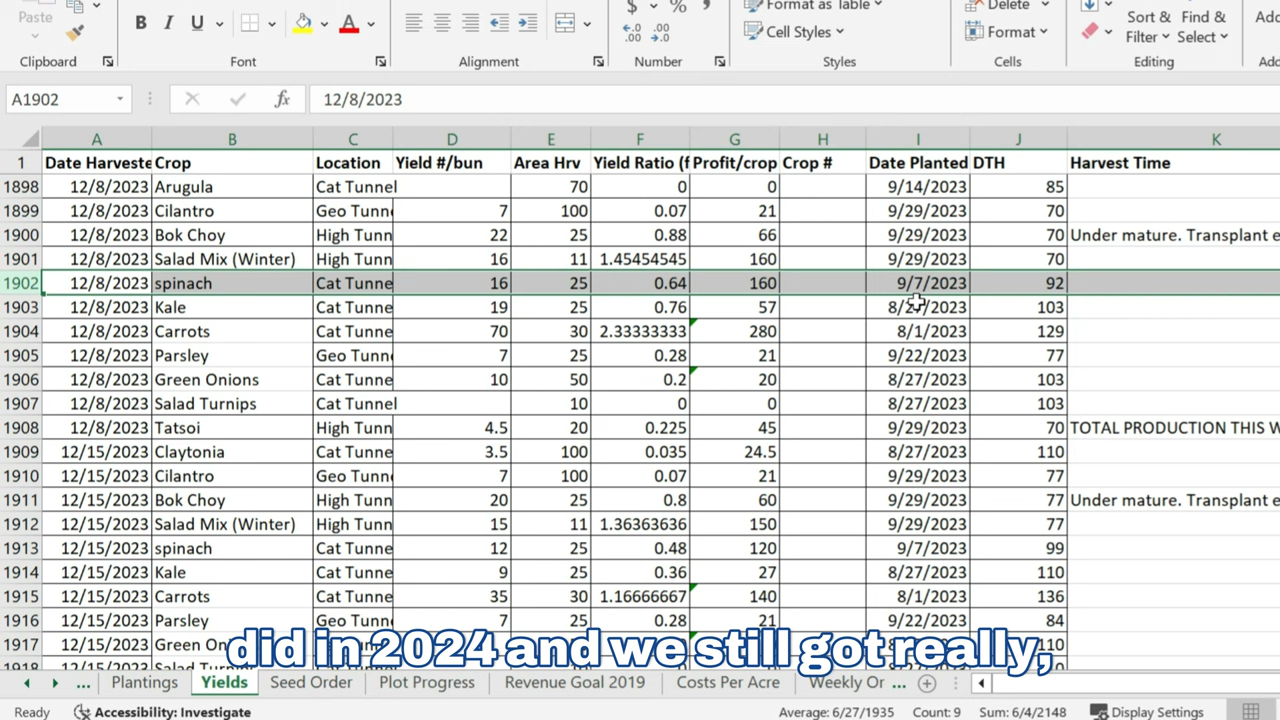 Paste
B I U A
$ % 9
Format as Table
Cell Styles
Delete
Format
Sort & Find &
Filter Select
Clipboard Font Alignment Number Styles Cells Editing
A1902 fx 12/8/2023
A B C D E F G H I J K
1 Date Harveste Crop Location Yield #/bun Area Hrv Yield Ratio (f Profit/crop Crop # Date Planted DTH Harvest Time
1898 12/8/2023 Arugula Cat Tunnel 70 0 0 9/14/2023 85
1899 12/8/2023 Cilantro Geo Tunn 7 100 0.07 21 9/29/2023 70
1900 12/8/2023 Bok Choy High Tunn 22 25 0.88 66 9/29/2023 70 Under mature. Transplant e
1901 12/8/2023 Salad Mix (Winter) High Tunn 16 11 1.45454545 160 9/29/2023 70
1902 12/8/2023 spinach Cat Tunne 16 25 0.64 160 9/7/2023 92
1903 12/8/2023 Kale Cat Tunne 19 25 0.76 57 8/27/2023 103
1904 12/8/2023 Carrots Cat Tunne 70 30 2.33333333 280 8/1/2023 129
1905 12/8/2023 Parsley Geo Tunn 7 25 0.28 21 9/22/2023 77
1906 12/8/2023 Green Onions Cat Tunne 10 50 0.2 20 8/27/2023 103
1907 12/8/2023 Salad Turnips Cat Tunnel 10 0 0 8/27/2023 103
1908 12/8/2023 Tatsoi High Tunn 4.5 20 0.225 45 9/29/2023 70 TOTAL PRODUCTION THIS W
1909 12/15/2023 Claytonia Cat Tunne 3.5 100 0.035 24.5 8/27/2023 110
1910 12/15/2023 Cilantro Geo Tunn 7 100 0.07 21 9/29/2023 77
1911 12/15/2023 Bok Choy High Tunn 20 25 0.8 60 9/29/2023 77 Under mature. Transplant e
1912 12/15/2023 Salad Mix (Winter) High Tunn 15 11 1.36363636 150 9/29/2023 77
1913 12/15/2023 spinach Cat Tunne 12 25 0.48 120 9/7/2023 99
1914 12/15/2023 Kale Cat Tunne 9 25 0.36 27 8/27/2023 110
1915 12/15/2023 Carrots Cat Tunne 35 30 1.16666667 140 8/1/2023 136
1916 12/15/2023 Parsley Geo Tunn 7 25 0.28 21 9/22/2023 84
1917 12/15/2023 Green On 110
did in 2024 and we still got really,
... Plantings Yields Seed Order Plot Progress Revenue Goal 2019 Costs Per Acre Weekly Or ...
Ready Accessibility: Investigate Average: 6/27/1935 Count: 9 Sum: 6/4/2148 Display Settings